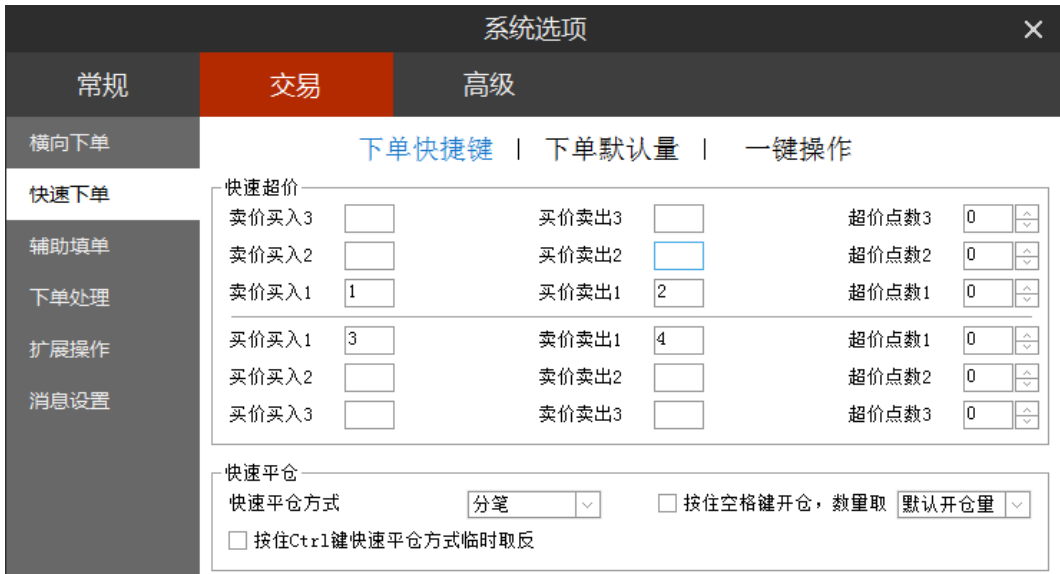 系统选项
常规 交易 高级
横向下单
快速下单
辅助填单
下单处理
扩展操作
消息设置
下单快捷键 | 下单默认量 | 一键操作
快速超价
卖价买入3 买价卖出3 超价点数3 0
卖价买入2 买价卖出2 超价点数2 0
卖价买入1 1 买价卖出1 2 超价点数1 0
买价买入1 3 卖价卖出1 4 超价点数1 0
买价买入2 卖价卖出2 超价点数2 0
买价买入3 卖价卖出3 超价点数3 0
快速平仓
快速平仓方式 分笔 按住空格键开仓，数量取 默认开仓量
按住Ctrl键快速平仓方式临时取反